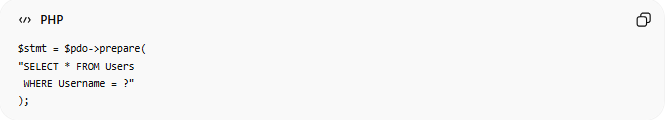 </> PHP
$stmt = $pdo->prepare(
"SELECT * FROM Users
 WHERE Username = ?"
);